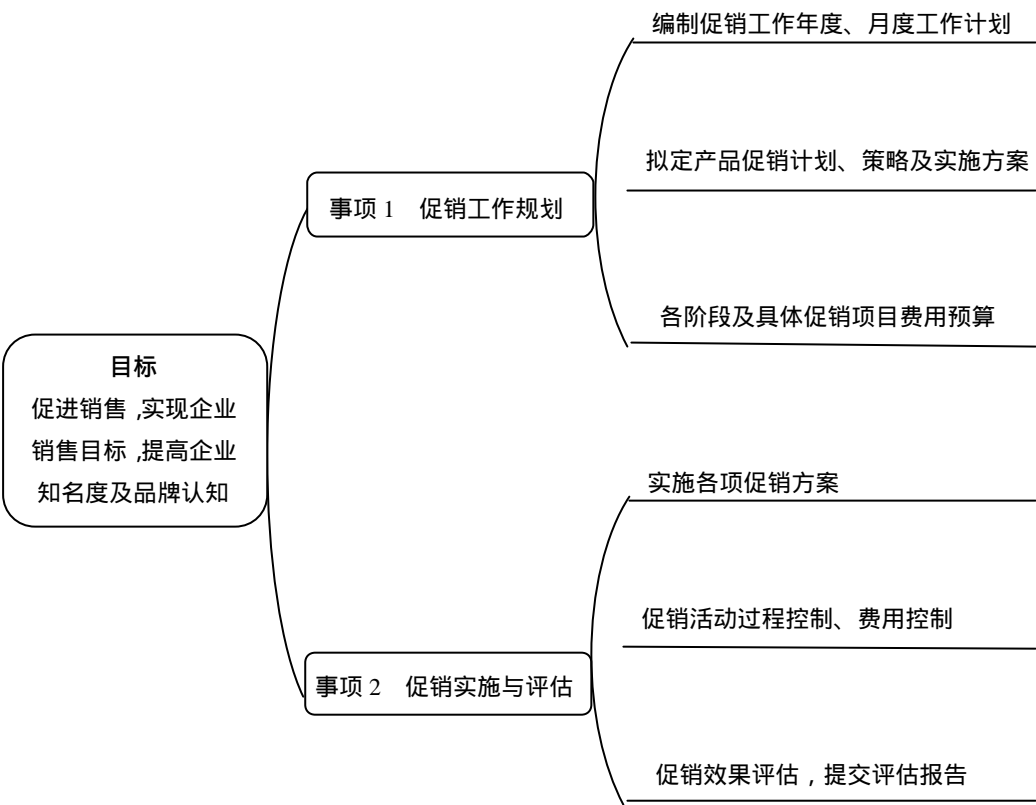 编制促销工作年度、月度工作计划
拟定产品促销计划、策略及实施方案
事项 1 促销工作规划
各阶段及具体促销项目费用预算
目标
促进销售,实现企业
销售目标,提高企业
知名度及品牌认知
实施各项促销方案
促销活动过程控制、费用控制
事项 2 促销实施与评估
促销效果评估,提交评估报告